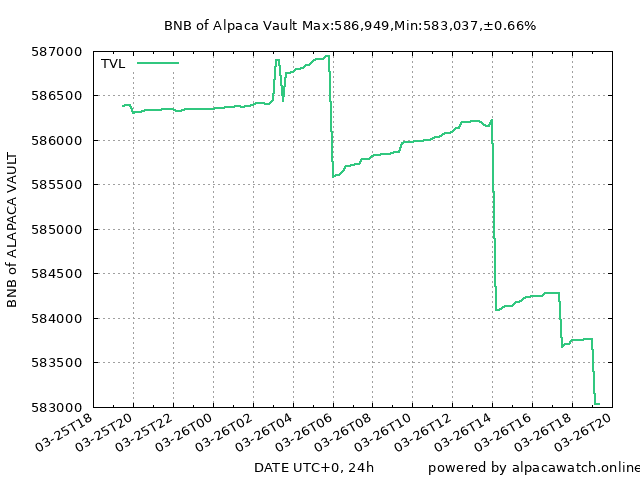 BNB of Alpaca Vault Max:586,949,Min:583,037,±0.66%
TVL
587000
586500
586000
585500
585000
584500
584000
583500
583000
BNB of ALAPACA VAULT
03-25T18
03-25T20
03-25T22
03-26T00
03-26T02
03-26T04
03-26T06
03-26T08
03-26T10
03-26T12
03-26T14
03-26T16
03-26T18
03-26T20
DATE UTC+0, 24h
powered by alpacawatch.online